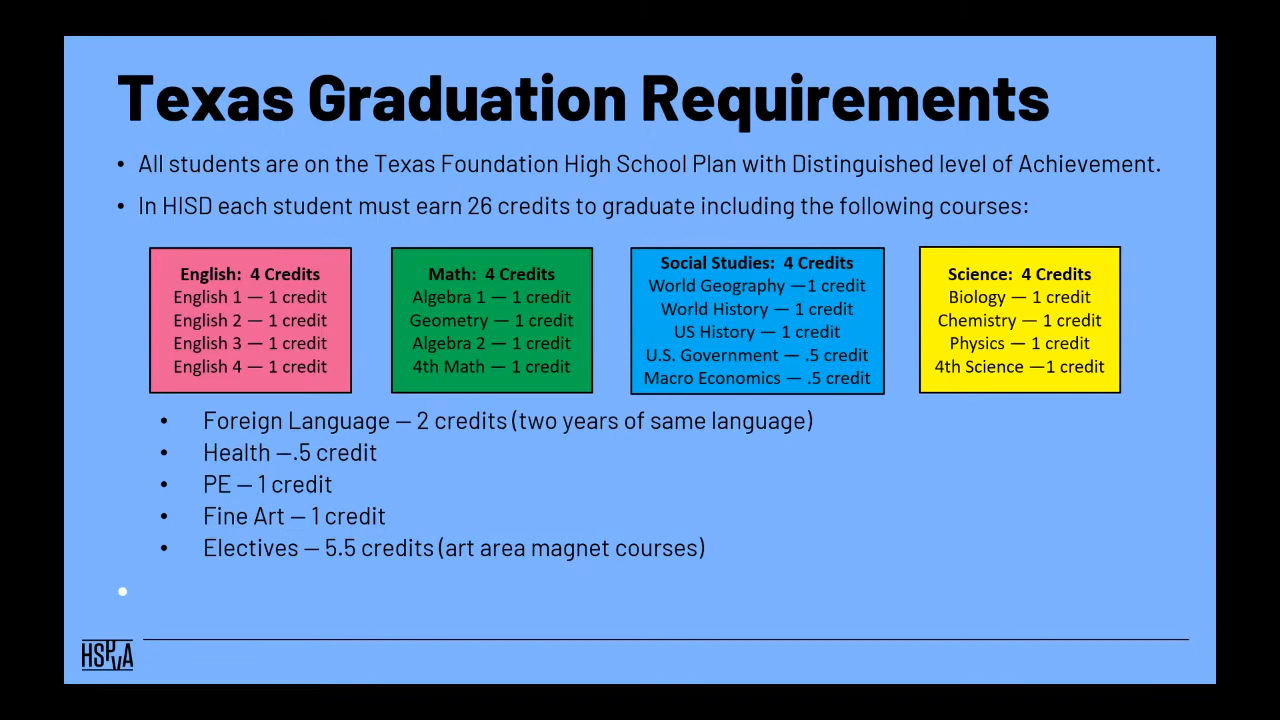 Texas Graduation Requirements
• All students are on the Texas Foundation High School Plan with Distinguished level of Achievement.
• In HISD each student must earn 26 credits to graduate including the following courses:
English:  4 Credits
English 1 — 1 credit
English 2 — 1 credit
English 3 — 1 credit
English 4 — 1 credit
Math:  4 Credits
Algebra 1 — 1 credit
Geometry — 1 credit
Algebra 2 — 1 credit
4th Math — 1 credit
Social Studies:  4 Credits
World Geography —1 credit
World History — 1 credit
US History — 1 credit
U.S. Government — .5 credit
Macro Economics — .5 credit
Science:  4 Credits
Biology — 1 credit
Chemistry — 1 credit
Physics — 1 credit
4th Science —1 credit
• Foreign Language – 2 credits (two years of same language)
• Health –.5 credit
• PE – 1 credit
• Fine Art – 1 credit
• Electives – 5.5 credits (art area magnet courses)
HSPVA